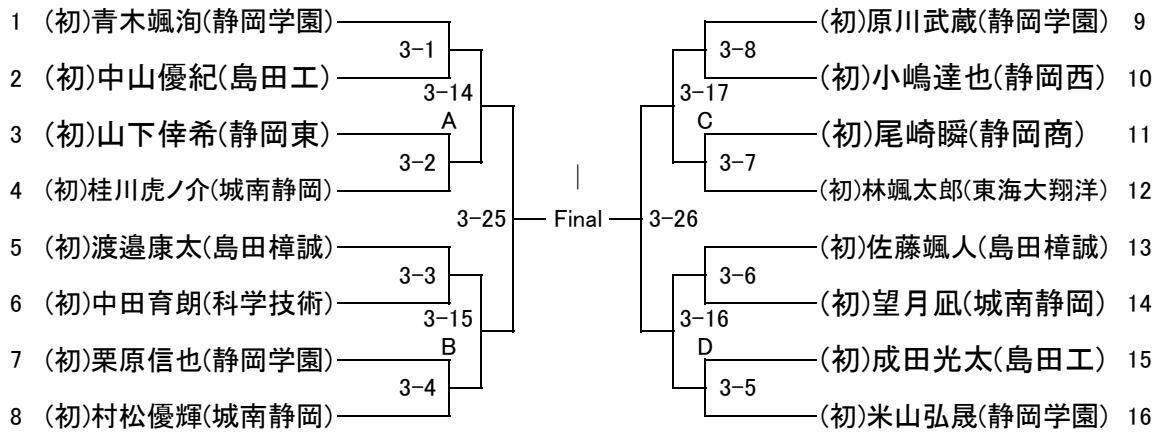 1 (初)青木颯洵(静岡学園)
3-1
2 (初)中山優紀(島田工)
3-14
3 (初)山下倖希(静岡東)
A
3-2
4 (初)桂川虎ノ介(城南静岡)
3-25
5 (初)渡邉康太(島田樟誠)
3-3
6 (初)中田育朗(科学技術)
3-15
7 (初)栗原信也(静岡学園)
B
3-4
8 (初)村松優輝(城南静岡)
Final
(初)原川武蔵(静岡学園) 9
3-8
(初)小嶋達也(静岡西) 10
3-17
(初)尾崎瞬(静岡商) 11
C
3-7
(初)林颯太郎(東海大翔洋) 12
3-26
(初)佐藤颯人(島田樟誠) 13
3-6
(初)望月凪(城南静岡) 14
3-16
(初)成田光太(島田工) 15
D
3-5
(初)米山弘晟(静岡学園) 16